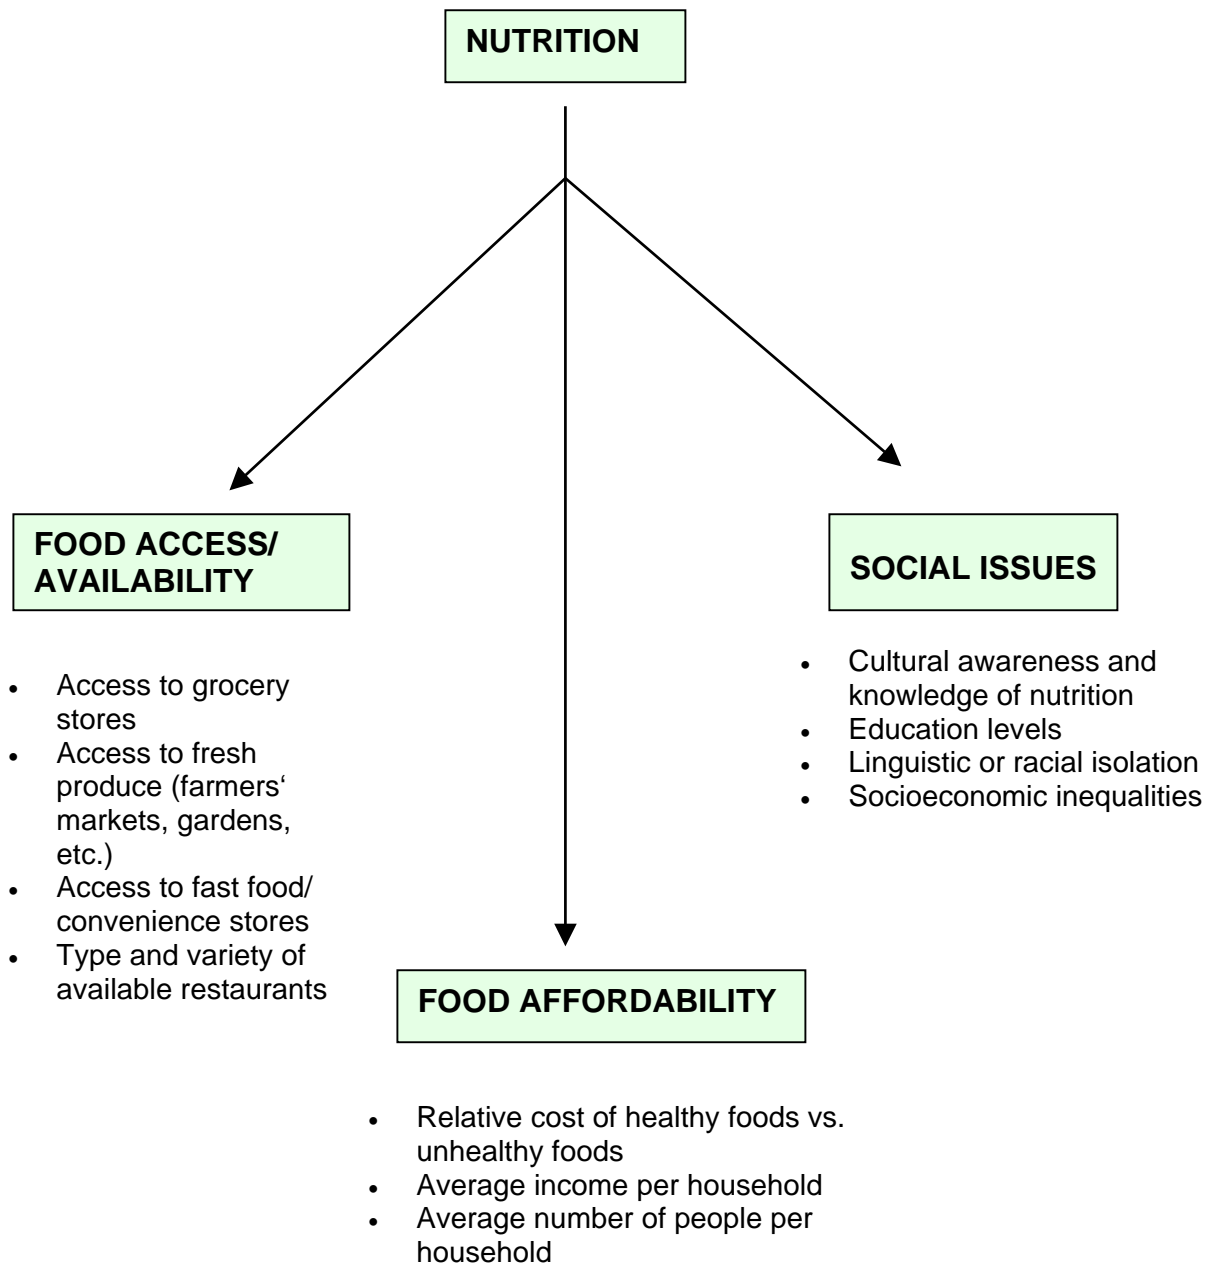 NUTRITION
FOOD ACCESS/
AVAILABILITY
• Access to grocery
stores
• Access to fresh
produce (farmers‘
markets, gardens,
etc.)
• Access to fast food/
convenience stores
• Type and variety of
available restaurants
SOCIAL ISSUES
• Cultural awareness and
knowledge of nutrition
• Education levels
• Linguistic or racial isolation
• Socioeconomic inequalities
FOOD AFFORDABILITY
• Relative cost of healthy foods vs.
unhealthy foods
• Average income per household
• Average number of people per
household